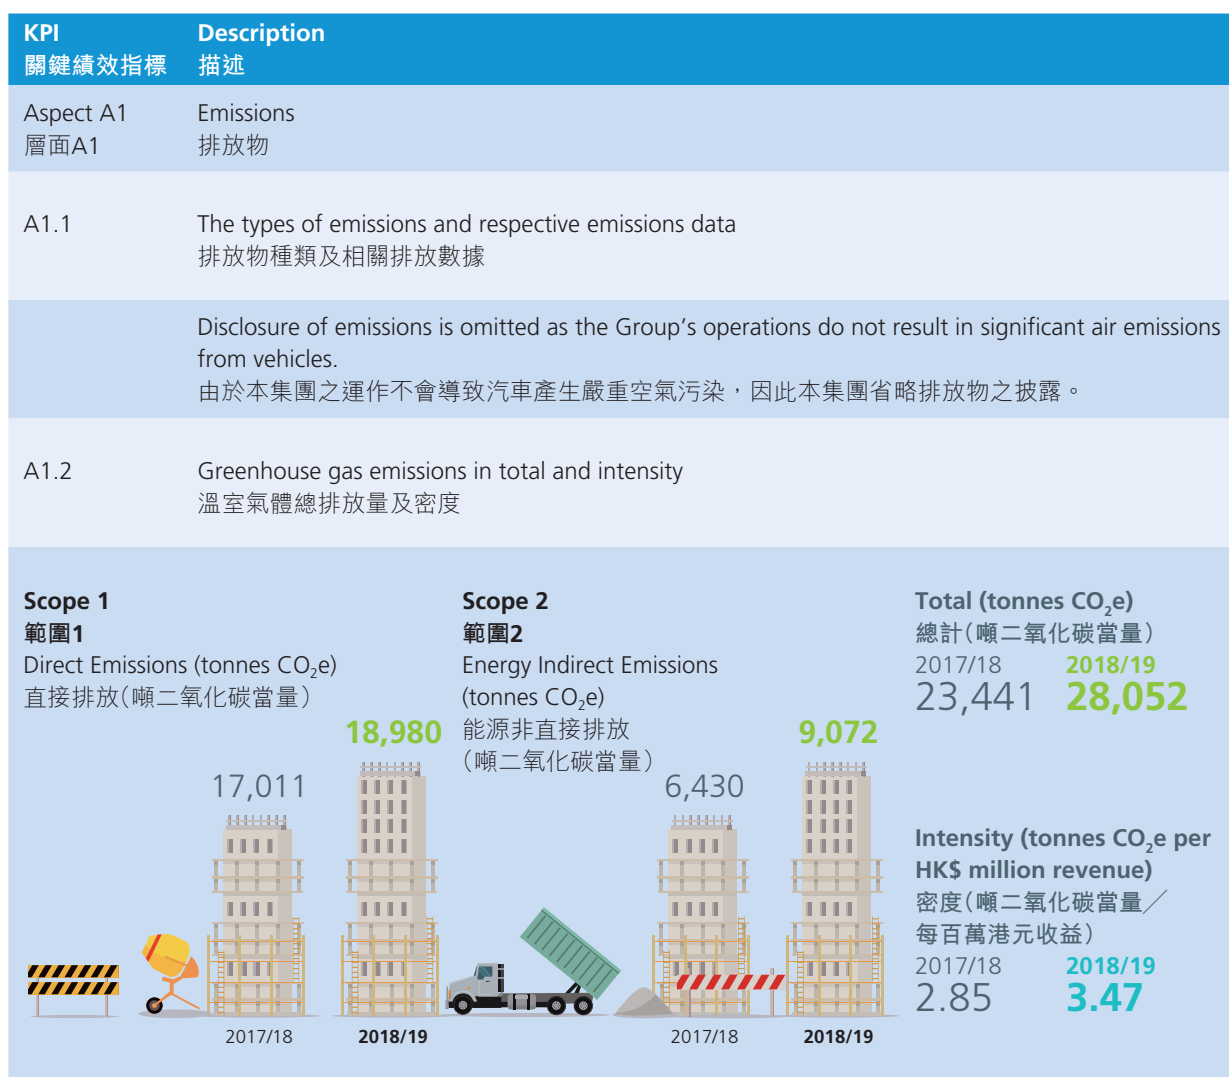 KPI
關鍵績效指標
Description
描述
Aspect A1
層面A1
Emissions
排放物
A1.1
The types of emissions and respective emissions data
排放物種類及相關排放數據
Disclosure of emissions is omitted as the Group’s operations do not result in significant air emissions
from vehicles.
由於本集團之運作不會導致汽車產生嚴重空氣污染，因此本集團省略排放物之披露。
A1.2
Greenhouse gas emissions in total and intensity
溫室氣體總排放量及密度
Scope 1
範圍1
Direct Emissions (tonnes CO₂e)
直接排放（噸二氧化碳當量）
17,011
18,980
2017/18
2018/19
Scope 2
範圍2
Energy Indirect Emissions
(tonnes CO₂e)
能源非直接排放
（噸二氧化碳當量）
6,430
9,072
2017/18
2018/19
Total (tonnes CO₂e)
總計（噸二氧化碳當量）
2017/18 2018/19
23,441 28,052
Intensity (tonnes CO₂e per
HK$ million revenue)
密度（噸二氧化碳當量／
每百萬港元收益）
2017/18 2018/19
2.85 3.47